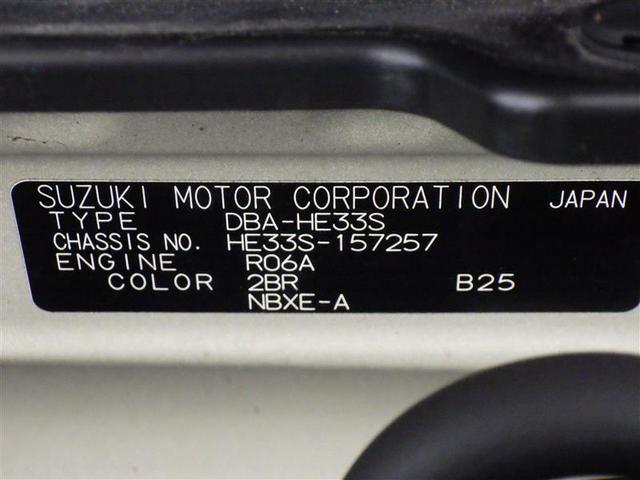 SUZUKI MOTOR CORPORATION JAPAN
TYPE DBA-HE33S
CHASSIS NO. HE33S-157257
ENGINE R06A
COLOR 2BR B25
NBXE-A